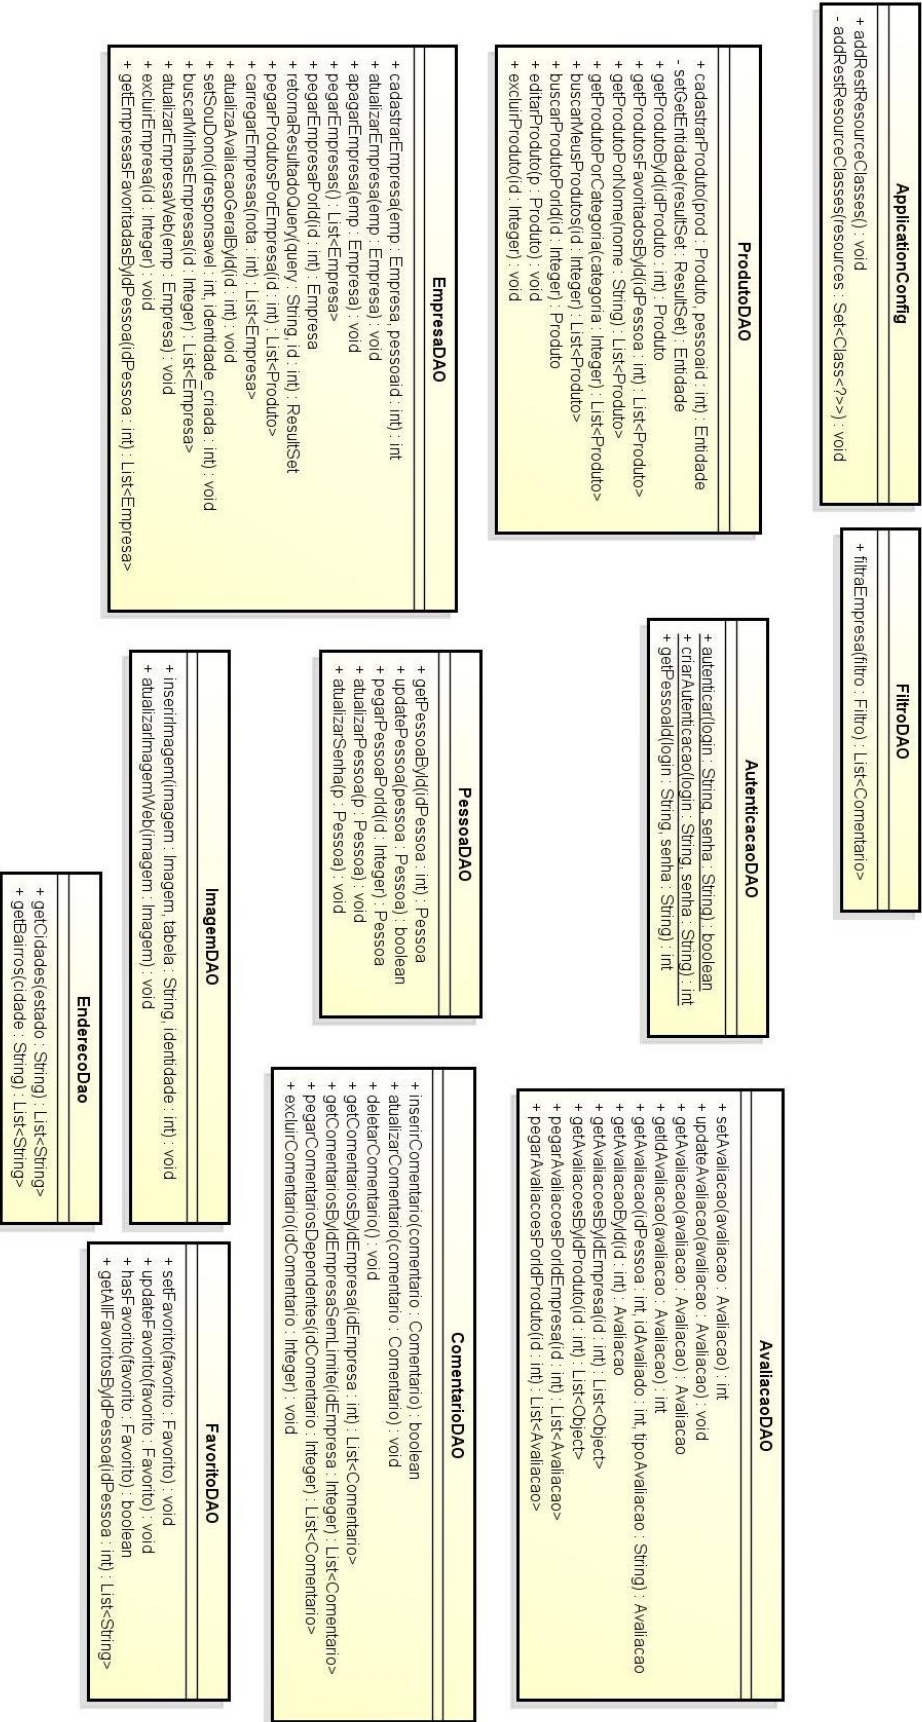 ApplicationConfig
+ addRestResourceClasses() : void
- addRestResourceClasses(resources : Set<Class<?>>) : void
FiltroDAO
+ filtraEmpresa(filtro : Filtro) : List<Comentario>
ProdutoDAO
+ cadastrarProduto(prod : Produto, pessoaid : int) : Entidade
- setGetEntidade(resultSet : ResultSet) : Entidade
+ getProdutoById(idProduto : int) : Produto
+ getProdutosFavoritadosById(idPessoa : int) : List<Produto>
+ getProdutoPorNome(nome : String) : List<Produto>
+ getProdutoPorCategoria(categoria : Integer) : List<Produto>
+ buscarMeusProdutos(id : Integer) : List<Produto>
+ buscarProdutoPorId(id : Integer) : Produto
+ editarProduto(p : Produto) : void
+ excluirProduto(id : Integer) : void
AutenticacaoDAO
+ autenticar(login : String, senha : String) : boolean
+ criarAutenticacao(login : String, senha : String) : int
+ getPessoaId(login : String, senha : String) : int
AvaliacaoDAO
+ setAvaliacao(avaliacao : Avaliacao) : int
+ updateAvaliacao(avaliacao : Avaliacao) : void
+ getAvaliacao(avaliacao : Avaliacao) : Avaliacao
+ getIdAvaliacao(avaliacao : Avaliacao) : int
+ getAvaliacao(idPessoa : int, idAvaliado : int, tipoAvaliacao : String) : Avaliacao
+ getAvaliacaoById(id : int) : Avaliacao
+ getAvaliacoesByIdEmpresa(id : int) : List<Object>
+ getAvaliacoesByIdProduto(id : int) : List<Object>
+ pegarAvaliacoesPorIdEmpresa(id : int) : List<Avaliacao>
+ pegarAvaliacoesPorIdProduto(id : int) : List<Avaliacao>
EmpresaDAO
+ cadastrarEmpresa(emp : Empresa, pessoaid : int) : int
+ atualizarEmpresa(emp : Empresa) : void
+ apagarEmpresa(emp : Empresa) : void
+ pegarEmpresas() : List<Empresa>
+ pegarEmpresaPorId(id : int) : Empresa
+ retornaResultadoQuery(query : String, id : int) : ResultSet
+ pegarProdutosPorEmpresa(id : int) : List<Produto>
+ carregarEmpresas(nota : int) : List<Empresa>
+ atualizaAvaliacaoGeralById(id : int) : void
+ setSouDono(idresponsavel : int, identidade_criada : int) : void
+ buscarMinhasEmpresas(id : Integer) : List<Empresa>
+ atualizarEmpresaWeb(emp : Empresa) : void
+ excluirEmpresa(id : Integer) : void
+ getEmpresasFavoritadasByIdPessoa(idPessoa : int) : List<Empresa>
PessoaDAO
+ getPessoaById(idPessoa : int) : Pessoa
+ updatePessoa(pessoa : Pessoa) : boolean
+ pegarPessoaPorId(id : Integer) : Pessoa
+ atualizarPessoa(p : Pessoa) : void
+ atualizarSenha(p : Pessoa) : void
ComentarioDAO
+ inserirComentario(comentario : Comentario) : boolean
+ atualizarComentario(comentario : Comentario) : void
+ deletarComentario() : void
+ getComentariosByIdEmpresa(idEmpresa : int) : List<Comentario>
+ getComentariosByIdEmpresaSemLimite(idEmpresa : Integer) : List<Comentario>
+ pegarComentariosDependentes(idComentario : Integer) : List<Comentario>
+ excluirComentario(idComentario : Integer) : void
ImagemDAO
+ inserirImagem(imagem : Imagem, tabela : String, identidade : int) : void
+ atualizarImagemWeb(imagem : Imagem) : void
FavoritoDAO
+ setFavorito(favorito : Favorito) : void
+ updateFavorito(favorito : Favorito) : void
+ hasFavorito(favorito : Favorito) : boolean
+ getAllFavoritosByIdPessoa(idPessoa : int) : List<String>
EnderecoDao
+ getCidades(estado : String) : List<String>
+ getBairros(cidade : String) : List<String>